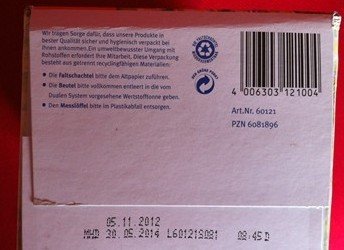 Wir tragen Sorge dafür, dass unsere Produkte in
bester Qualität sicher und hygienisch verpackt bei
Ihnen ankommen. Ein umweltbewusster Umgang mit
Rohstoffen erfordert Ihre Mitarbeit. Diese Verpackung
besteht aus getrennt recyclingfähigen Materialien:
Die Faltschachtel bitte dem Altpapier zuführen.
Die Beutel bitte vollkommen entleert in die vom
Dualen System vorgesehene Wertstofftonne geben.
Den Messlöffel bitte im Plastikabfall entsorgen.
4 006303 121004
Art.Nr. 60121
PZN 6081896
05.11.2012
MHD 30.05.2014 L60121S081 08:45 D